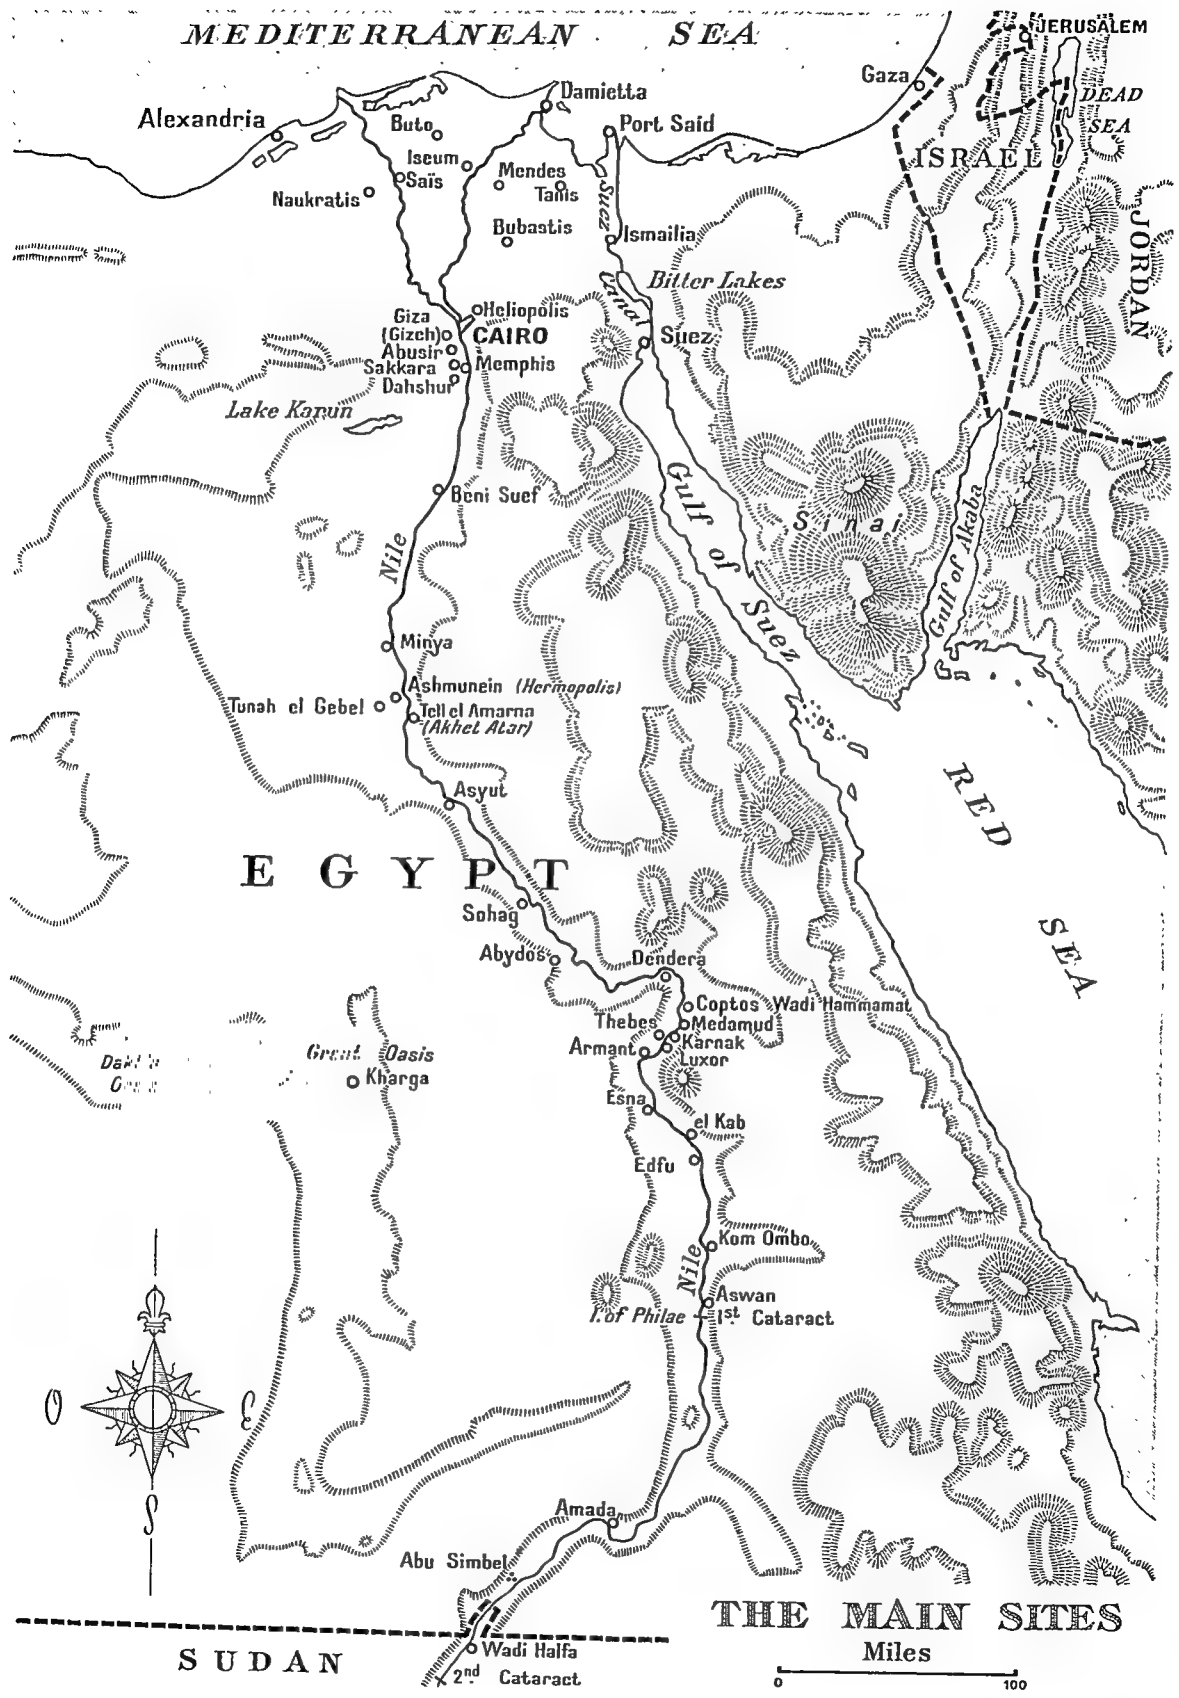 MEDITERRANEAN SEA
JERUSALEM
Gaza
DEAD
SEA
Damietta
Alexandria
Buto
Port Said
Iseum
Saïs
Mendes
Tanis
ISRAEL
Naukratis
Suez
Canal
Bubastis
Ismailia
JORDAN
Bitter Lakes
Heliopolis
Giza
(Gizeh)
CAIRO
Suez
Abusir
Sakkara
Memphis
Dahshur
Lake Karun
Beni Suef
Gulf of Suez
Sinai
Gulf of Akaba
Nile
Minya
Ashmunein (Hermopolis)
Tunah el Gebel
Tell el Amarna
(Akhet Atar)
RED SEA
Asyut
EGYPT
Sohag
Abydos
Dendera
Coptos
Wadi Hammamat
Thebes
Medamud
Karnak
Armant
Luxor
Great Oasis
Kharga
Esna
el Kab
Edfu
Kom Ombo
Nile
Aswan
I. of Philae
1st. Cataract
O
E
S
Amada
Abu Simbel
THE MAIN SITES
Miles
0 100
SUDAN
Wadi Halfa
2nd. Cataract